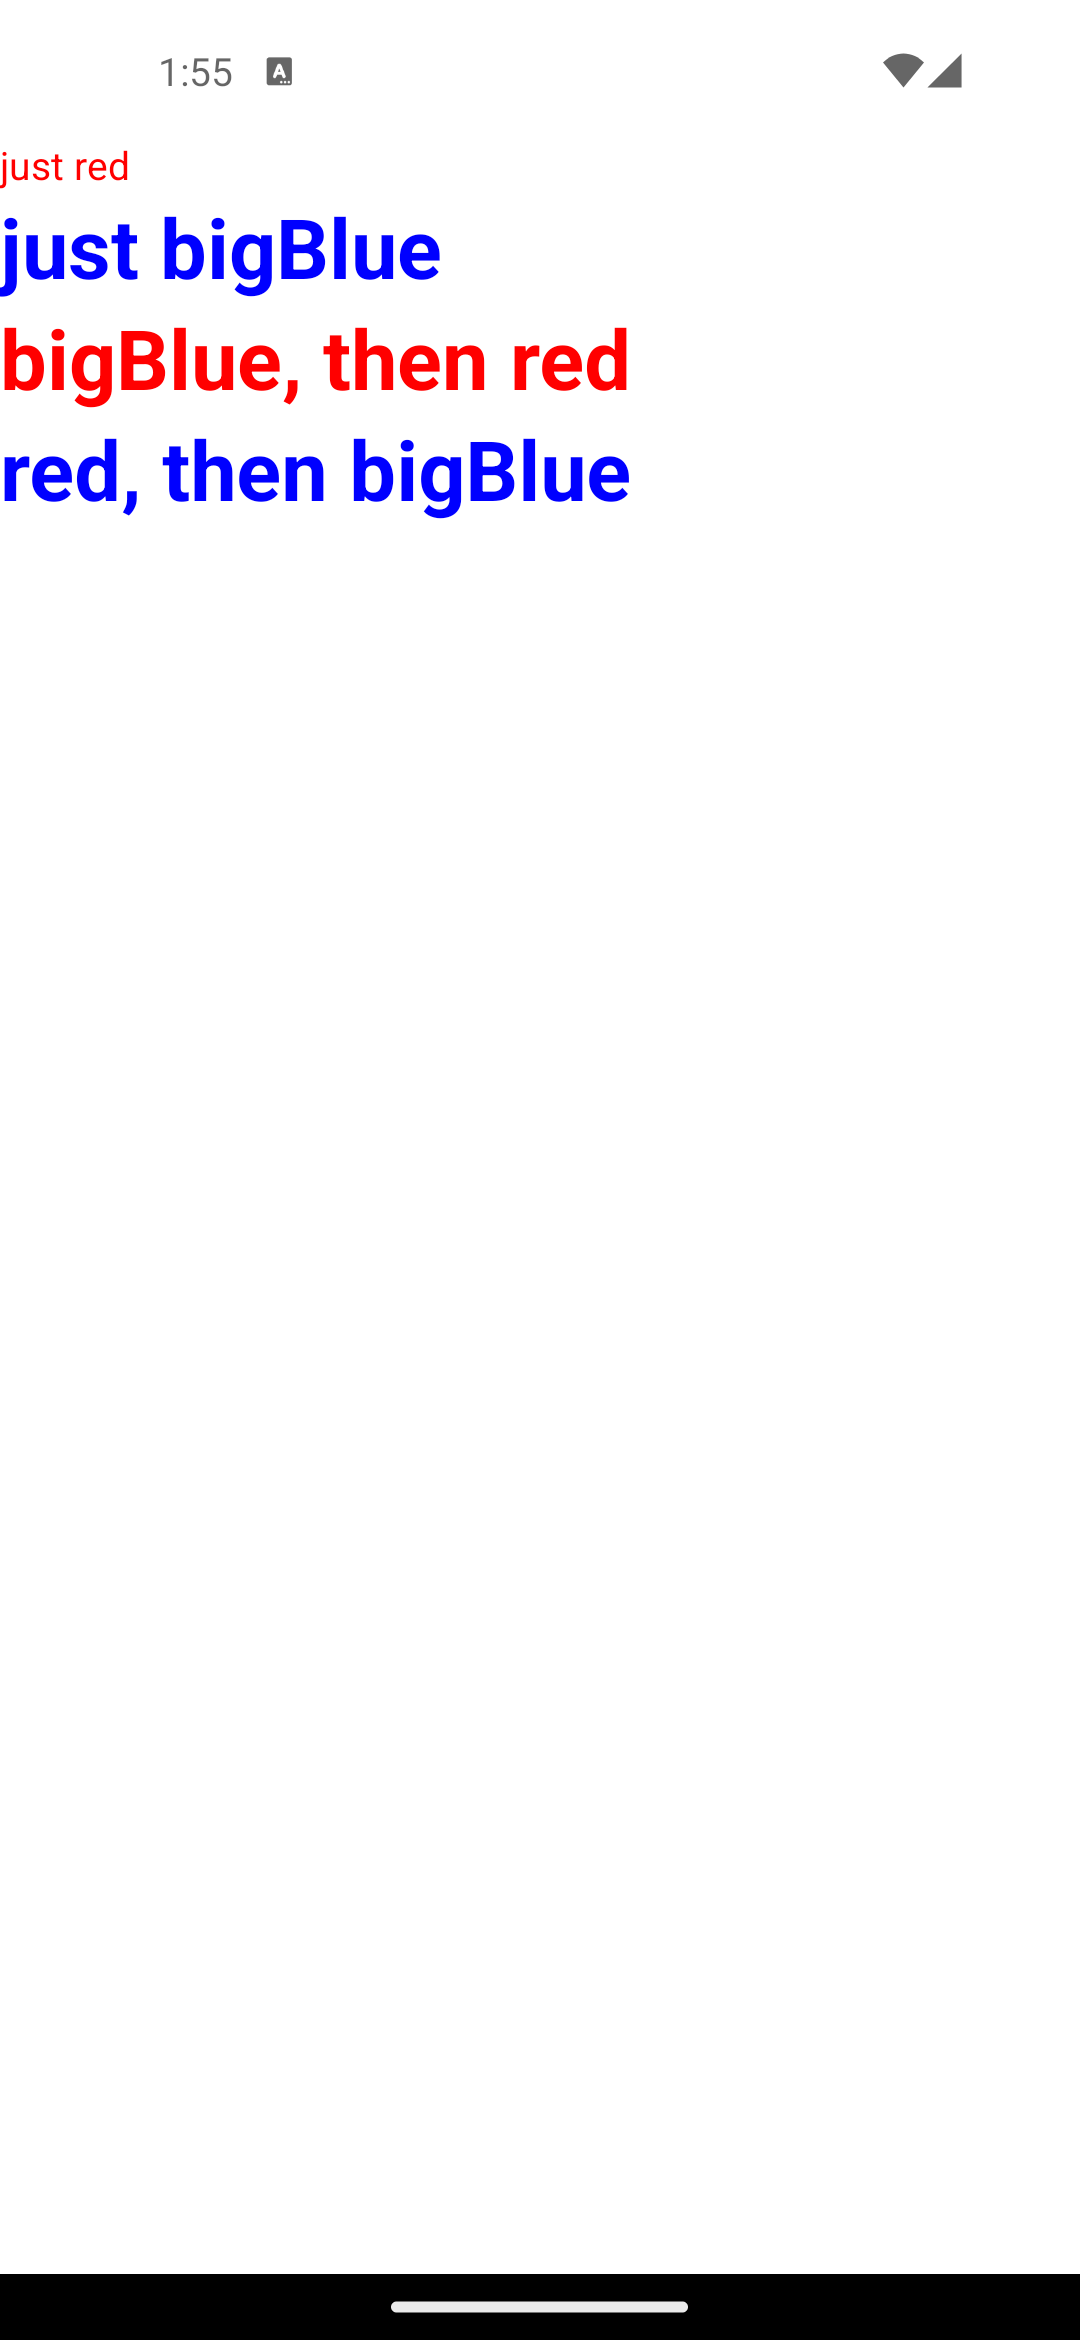 1:55
just red
just bigBlue
bigBlue, then red
red, then bigBlue